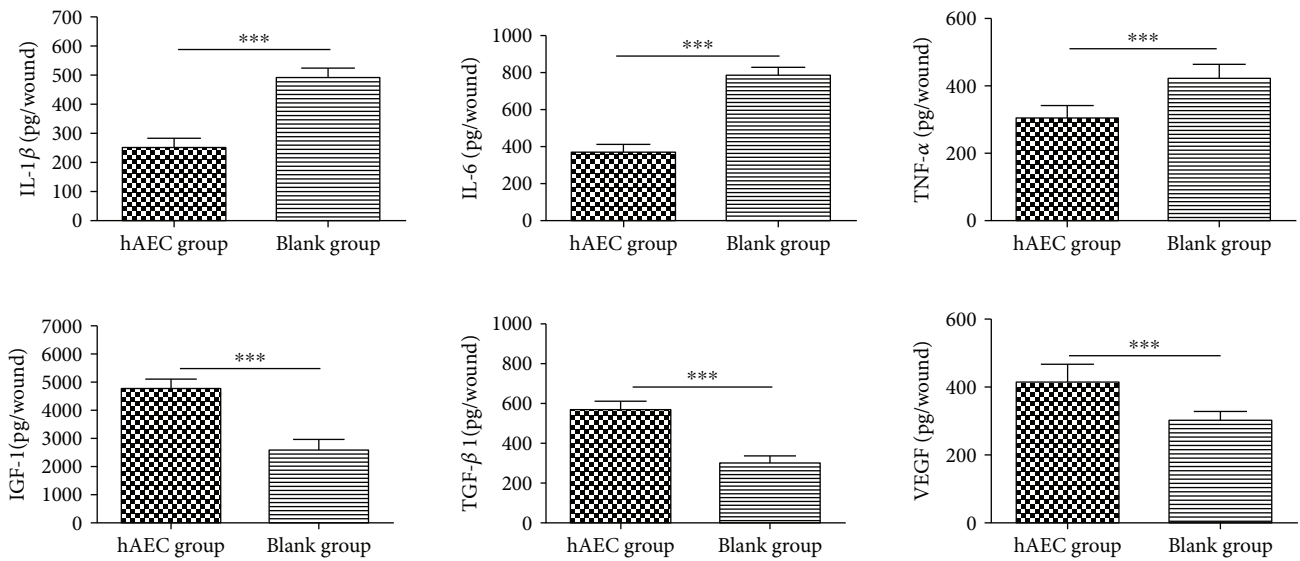 IL-1β (pg/wound)
700
600
500
400
300
200
100
0
***
hAEC group
Blank group
IL-6 (pg/wound)
1000
800
600
400
200
0
***
hAEC group
Blank group
TNF-α (pg/wound)
600
400
200
0
***
hAEC group
Blank group
IGF-1(pg/wound)
7000
6000
5000
4000
3000
2000
1000
0
***
hAEC group
Blank group
TGF-β 1(pg/wound)
1000
800
600
400
200
0
***
hAEC group
Blank group
VEGF (pg/wound)
600
400
200
0
***
hAEC group
Blank group